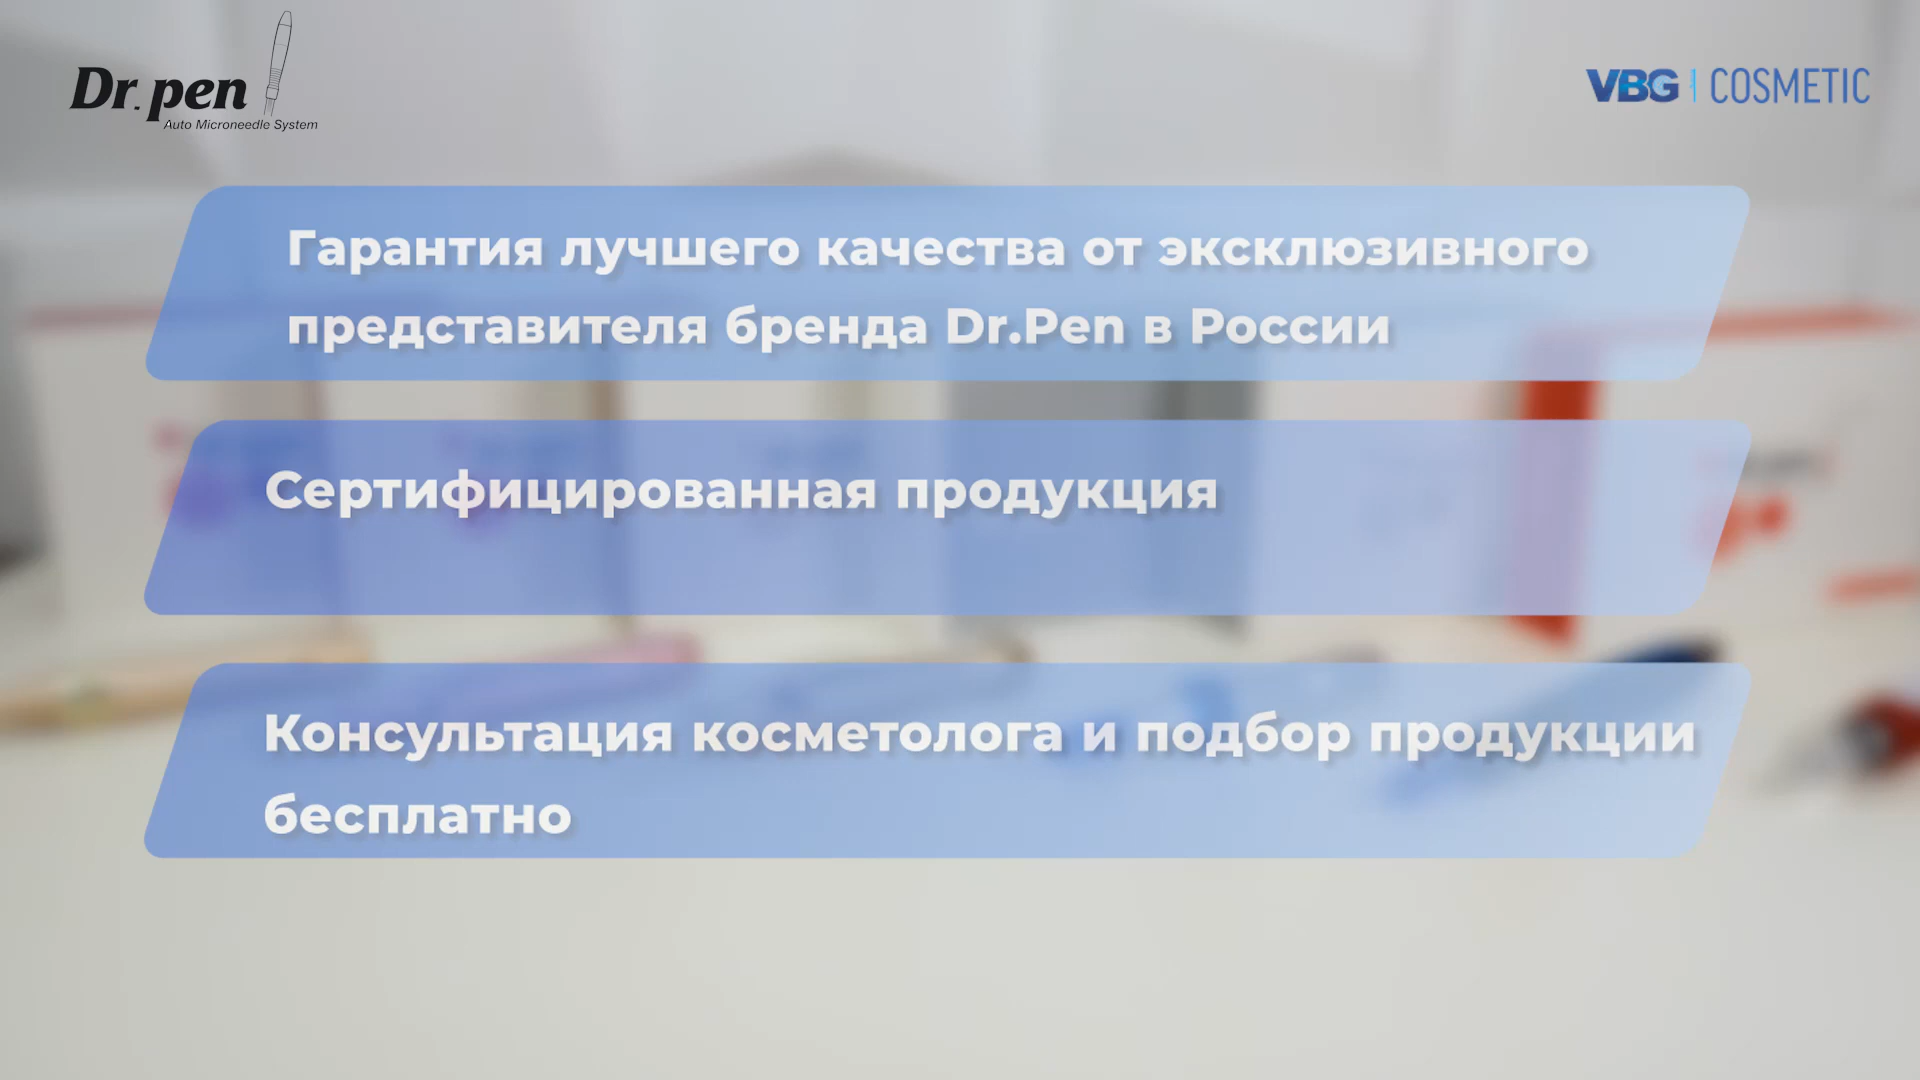 Dr. pen
Auto Microneedle System
VBG | COSMETIC
Гарантия лучшего качества от эксклюзивного
представителя бренда Dr.Pen в России
Сертифицированная продукция
Консультация косметолога и подбор продукции
бесплатно